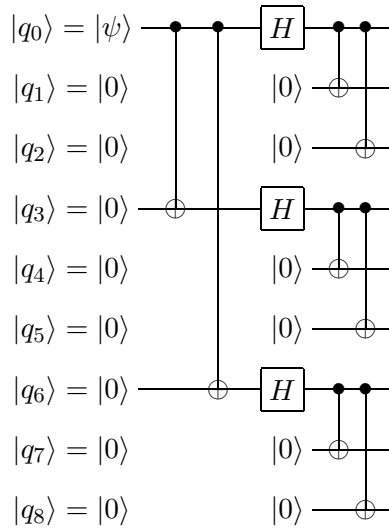 |q₀⟩ = |ψ⟩ H
|q₁⟩ = |0⟩ |0⟩
|q₂⟩ = |0⟩ |0⟩
|q₃⟩ = |0⟩ H
|q₄⟩ = |0⟩ |0⟩
|q₅⟩ = |0⟩ |0⟩
|q₆⟩ = |0⟩ H
|q₇⟩ = |0⟩ |0⟩
|q₈⟩ = |0⟩ |0⟩